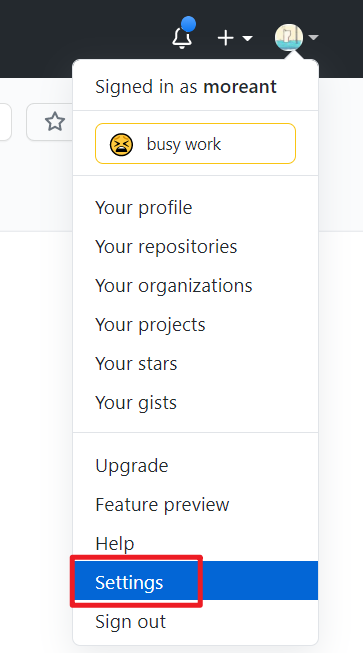 Signed in as moreant
busy work
Your profile
Your repositories
Your organizations
Your projects
Your stars
Your gists
Upgrade
Feature preview
Help
Settings
Sign out